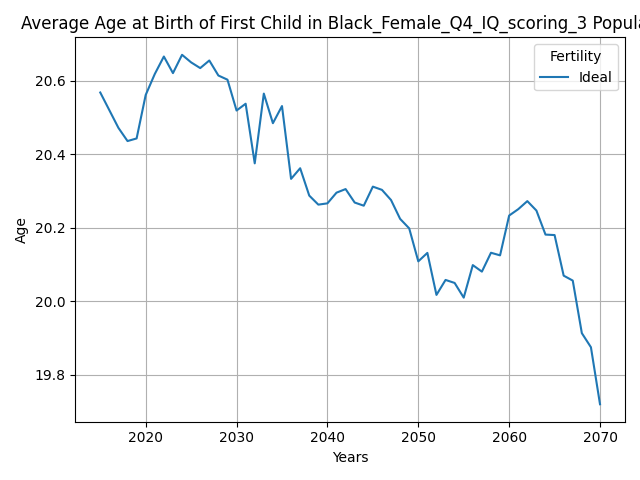 Average Age at Birth of First Child in Black_Female_Q4_IQ_scoring_3
Fertility
Ideal
Age
20.6
20.4
20.2
20.0
19.8
2020 2030 2040 2050 2060 2070
Years